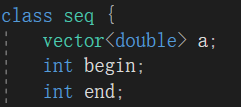 class seq {
    vector<double> a;
    int begin;
    int end;